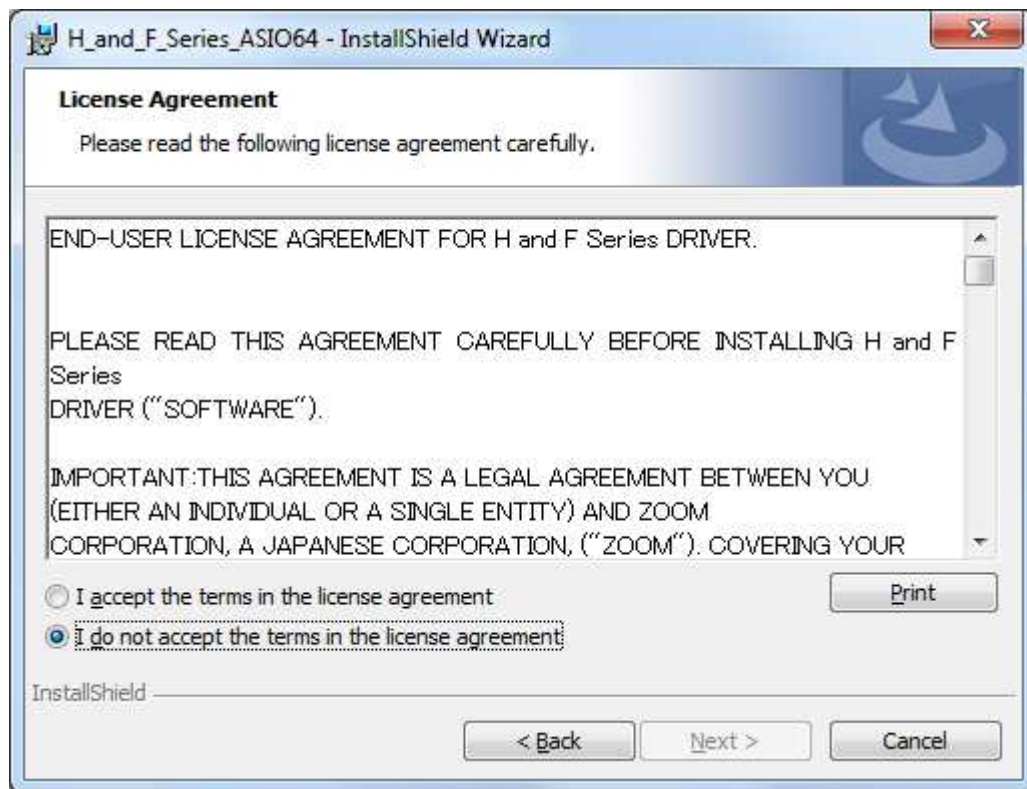 H_and_F_Series_ASIO64 - InstallShield Wizard
License Agreement
Please read the following license agreement carefully.
END-USER LICENSE AGREEMENT FOR H and F Series DRIVER.
PLEASE READ THIS AGREEMENT CAREFULLY BEFORE INSTALLING H and F
Series
DRIVER ("SOFTWARE").
IMPORTANT:THIS AGREEMENT IS A LEGAL AGREEMENT BETWEEN YOU
(EITHER AN INDIVIDUAL OR A SINGLE ENTITY) AND ZOOM
CORPORATION, A JAPANESE CORPORATION, ("ZOOM"). COVERING YOUR
I accept the terms in the license agreement
Print
I do not accept the terms in the license agreement
InstallShield
< Back
Next >
Cancel